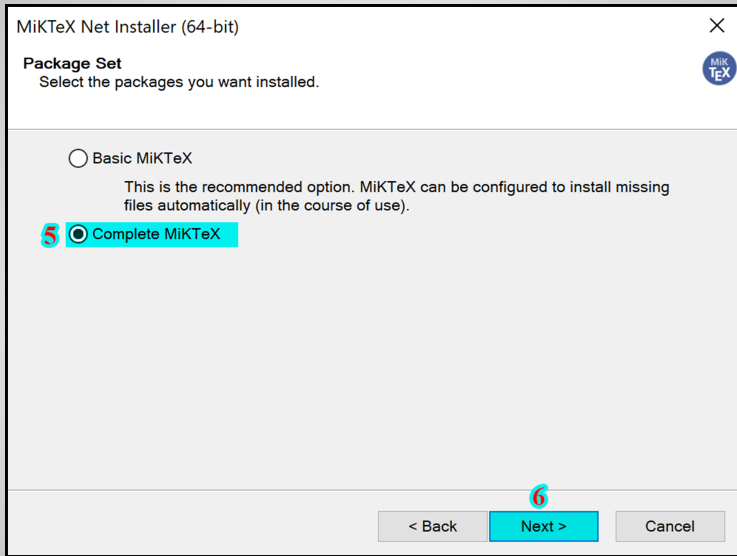 MiKTeX Net Installer (64-bit)
Package Set
Select the packages you want installed.
MiK
TEX
Basic MiKTeX
This is the recommended option. MiKTeX can be configured to install missing
files automatically (in the course of use).
5 Complete MiKTeX
6
< Back Next > Cancel